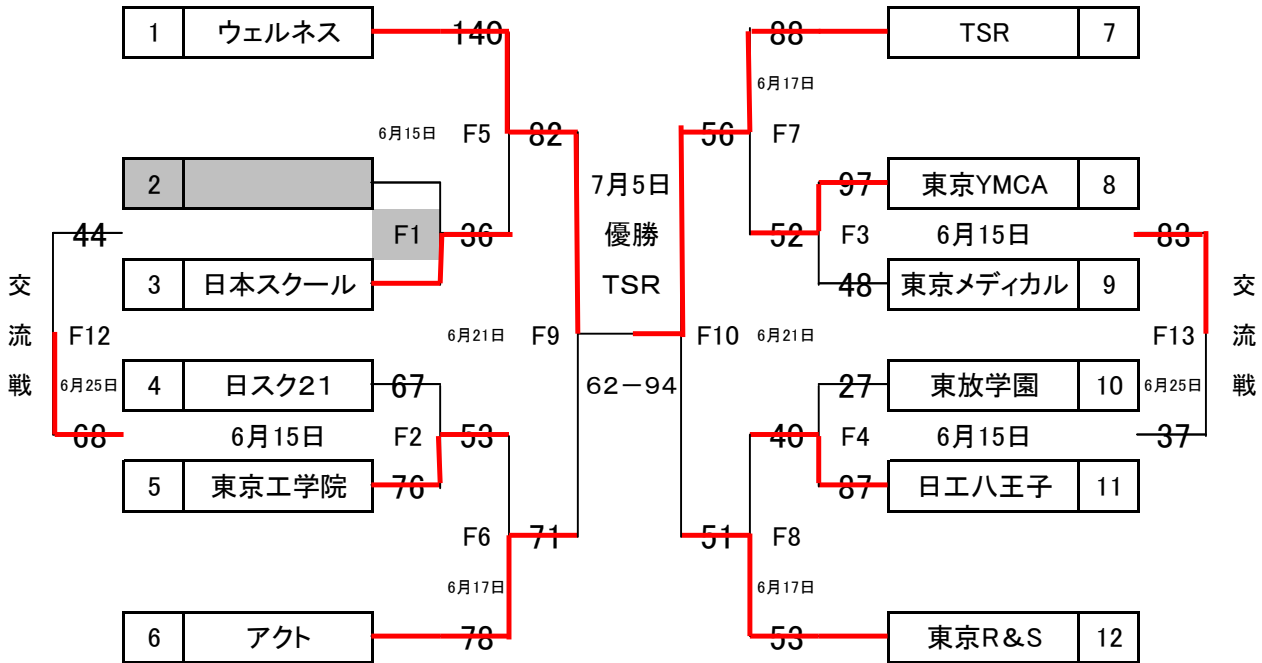 1 ウェルネス 140
88 TSR 7
6月17日
6月15日 F5 82
56 F7
2
7月5日
97 東京YMCA 8
44
F1 36
優勝
52 F3 6月15日 83
3 日本スクール
TSR
48 東京メディカル 9
交流戦
F12
6月25日
6月21日 F9
F10 6月21日
F13
6月25日
交流戦
4 日スク21 67
62-94
27 東放学園 10
68
6月15日 F2 53
40 F4 6月15日 37
5 東京工学院 76
87 日工八王子 11
F6 71
51 F8
6月17日
6月17日
6 アクト 78
53 東京R&S 12